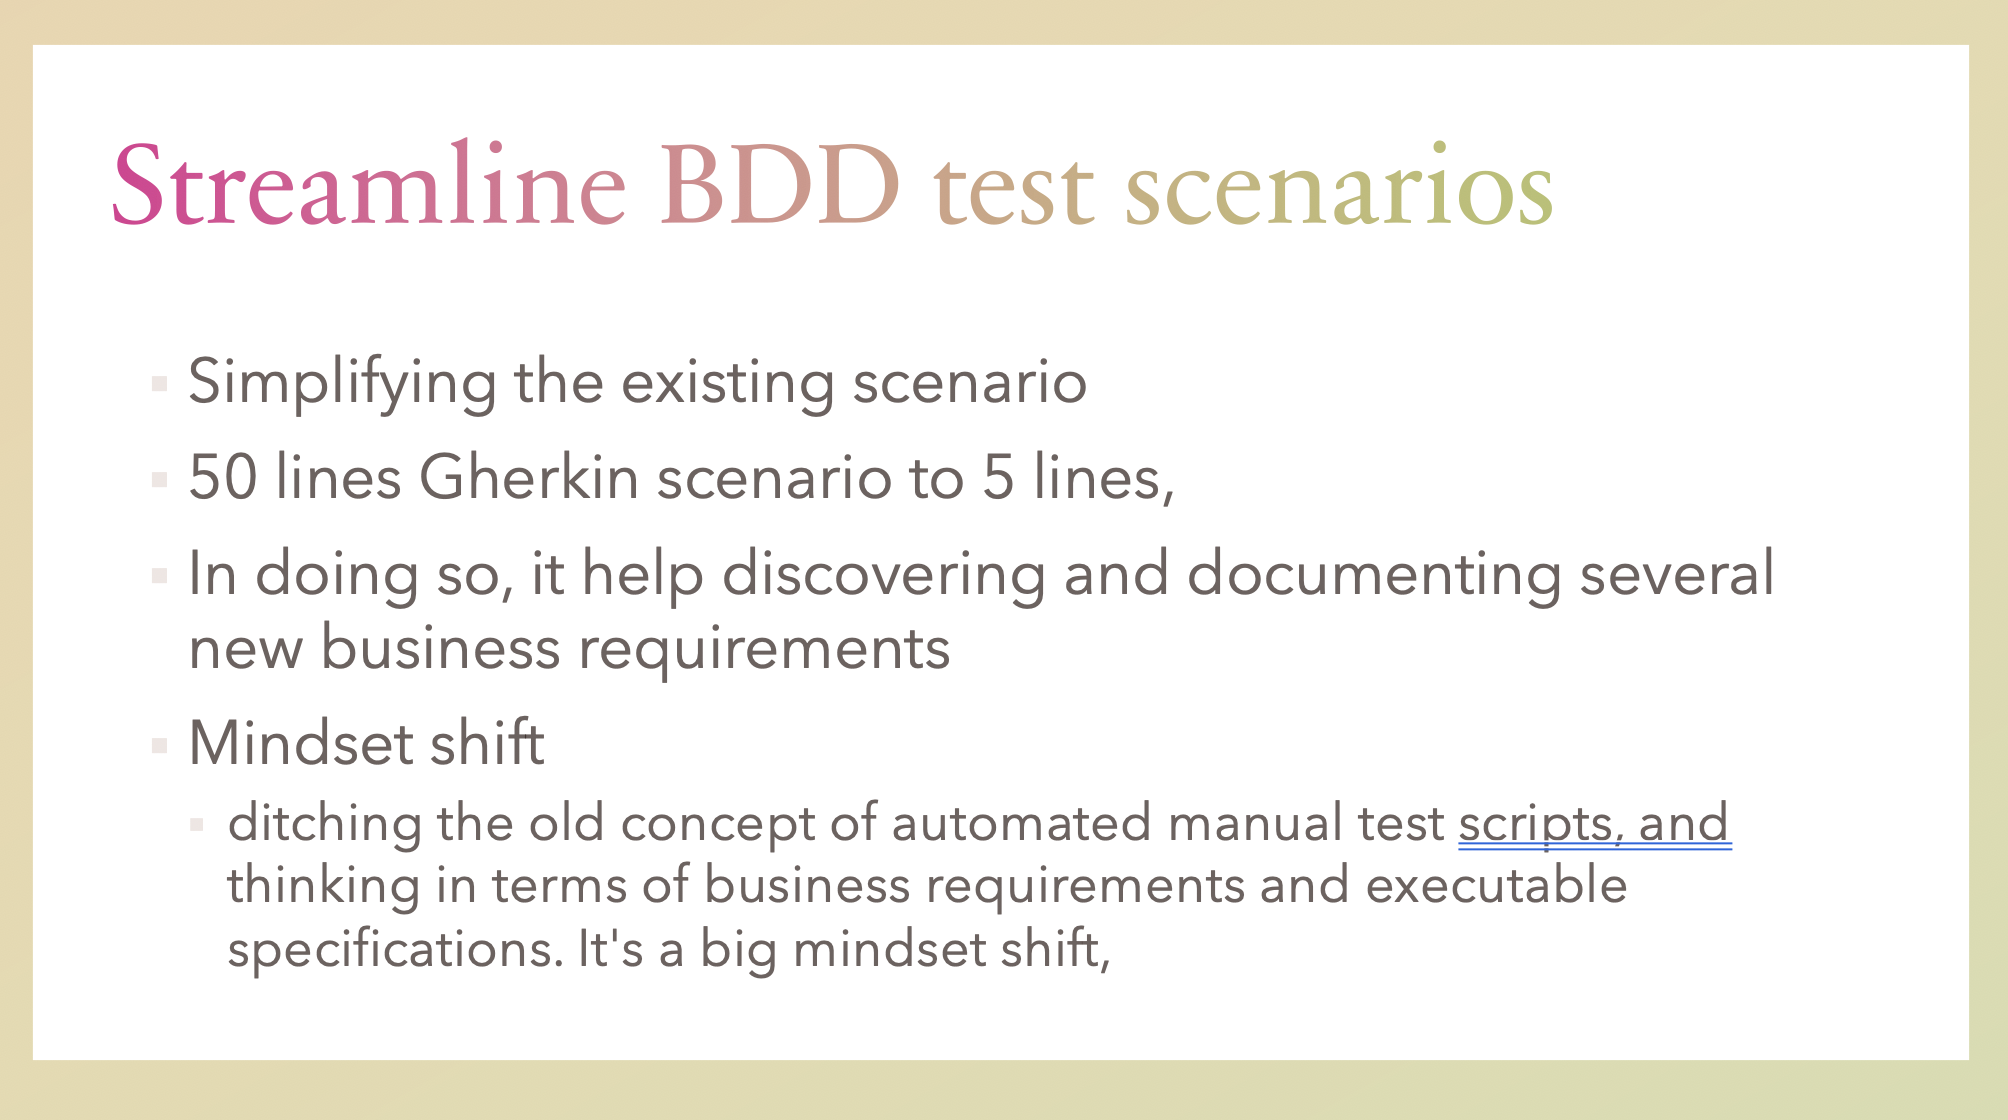 Streamline BDD test scenarios
Simplifying the existing scenario
50 lines Gherkin scenario to 5 lines,
In doing so, it help discovering and documenting several
new business requirements
Mindset shift
ditching the old concept of automated manual test scripts, and
thinking in terms of business requirements and executable
specifications. It's a big mindset shift,